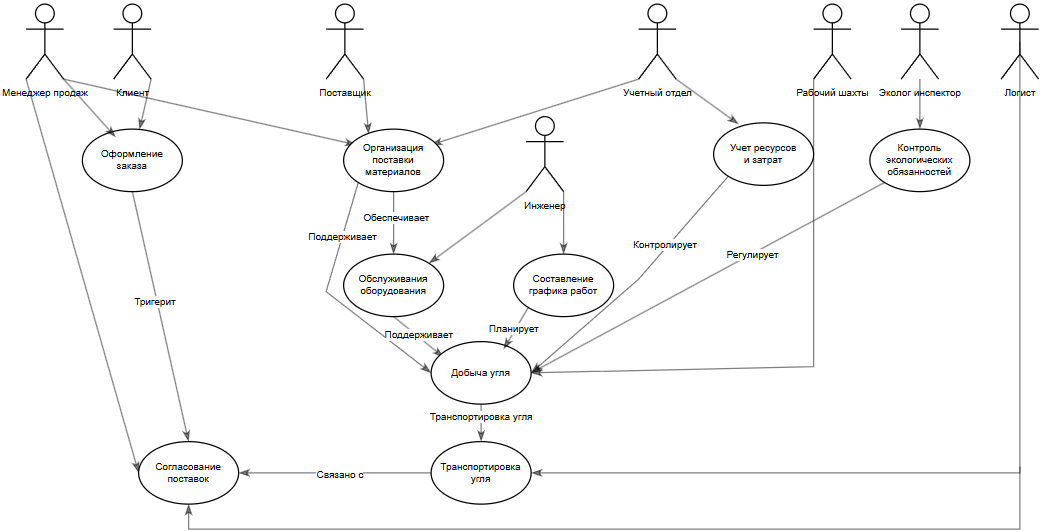 Менеджер продаж
Клиент
Поставщик
Учетный отдел
Рабочий шахты
Эколог инспектор
Логист
Оформление
заказа
Организация
поставки
материалов
Учет ресурсов
и затрат
Контроль
экологических
обязанностей
Инженер
Обеспечивает
Поддерживает
Контролирует
Регулирует
Обслуживания
оборудования
Составление
графика работ
Тригерит
Поддерживает
Планирует
Добыча угля
Транспортировка угля
Согласование
поставок
Связано с
Транспортировка
угля